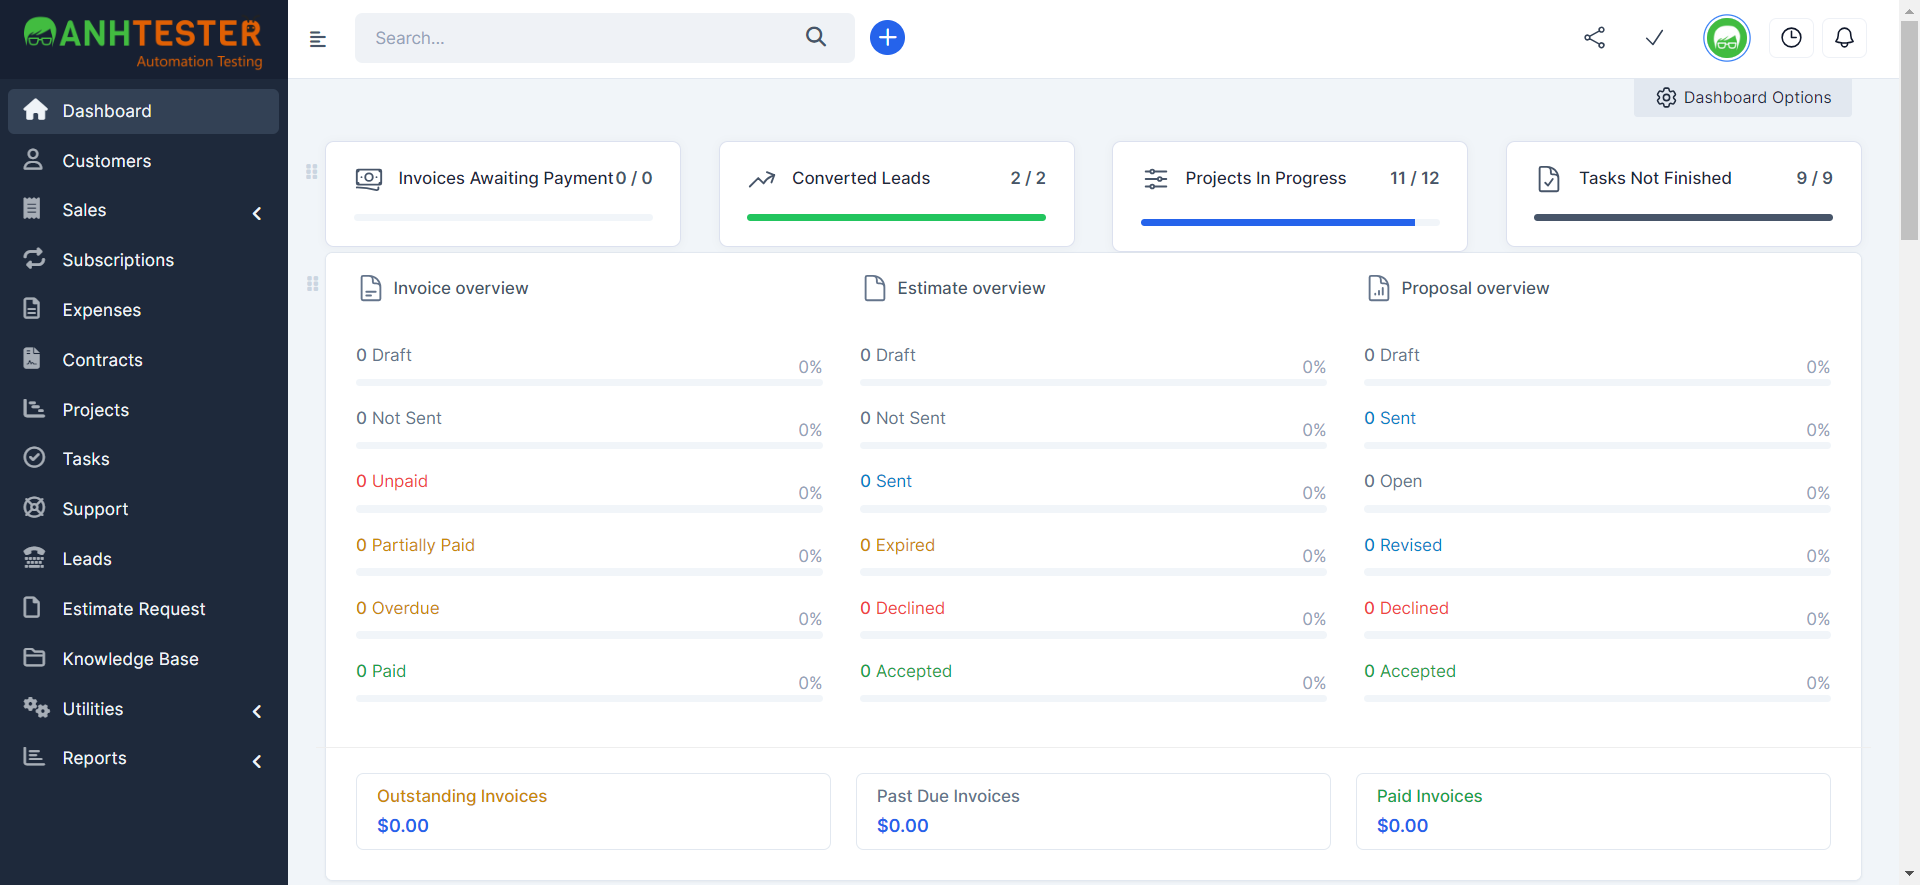 ANHTESTER
Automation Testing
Search...
Dashboard Options
Dashboard
Customers
Sales
Subscriptions
Expenses
Contracts
Projects
Tasks
Support
Leads
Estimate Request
Knowledge Base
Utilities
Reports
Invoices Awaiting Payment 0 / 0
Converted Leads 2 / 2
Projects In Progress 11 / 12
Tasks Not Finished 9 / 9
Invoice overview
0 Draft 0%
0 Not Sent 0%
0 Unpaid 0%
0 Partially Paid 0%
0 Overdue 0%
0 Paid 0%
Estimate overview
0 Draft 0%
0 Not Sent 0%
0 Sent 0%
0 Expired 0%
0 Declined 0%
0 Accepted 0%
Proposal overview
0 Draft 0%
0 Sent 0%
0 Open 0%
0 Revised 0%
0 Declined 0%
0 Accepted 0%
Outstanding Invoices
$0.00
Past Due Invoices
$0.00
Paid Invoices
$0.00